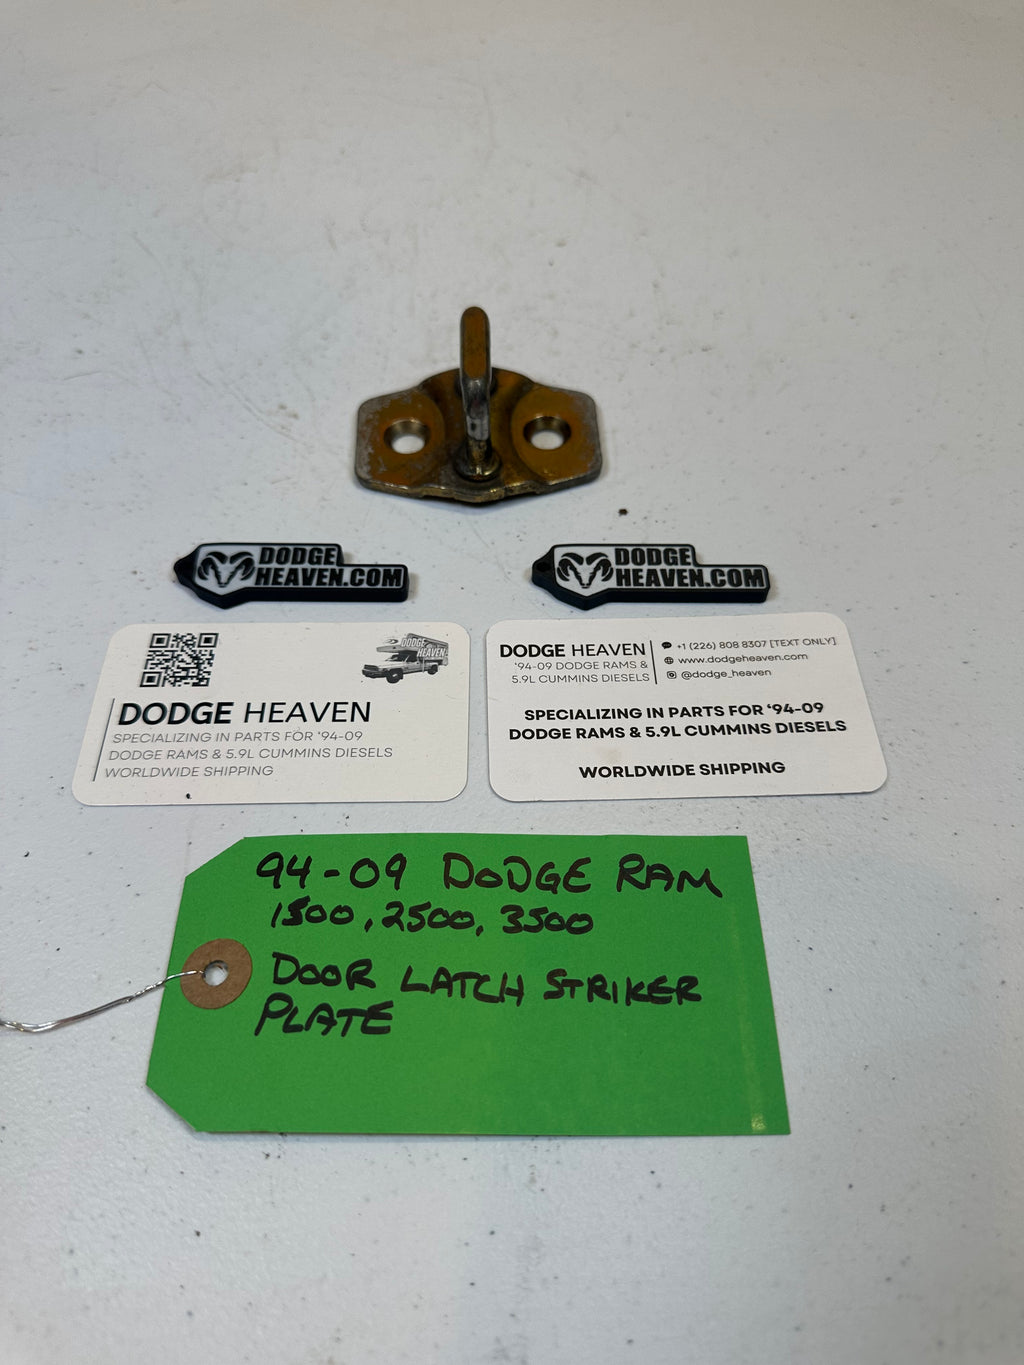 DODGE
HEAVEN.COM
DODGE
HEAVEN.COM
DODGE
HEAVEN
DODGE HEAVEN
SPECIALIZING IN PARTS FOR '94-09
DODGE RAMS & 5.9L CUMMINS DIESELS
WORLDWIDE SHIPPING
DODGE HEAVEN
'94-09 DODGE RAMS &
5.9L CUMMINS DIESELS
+1 (226) 808 8307 [TEXT ONLY]
www.dodgeheaven.com
@dodge_heaven
SPECIALIZING IN PARTS FOR '94-09
DODGE RAMS & 5.9L CUMMINS DIESELS
WORLDWIDE SHIPPING
94-09 DODGE RAM
1500, 2500, 3500
DOOR LATCH STRIKER
PLATE